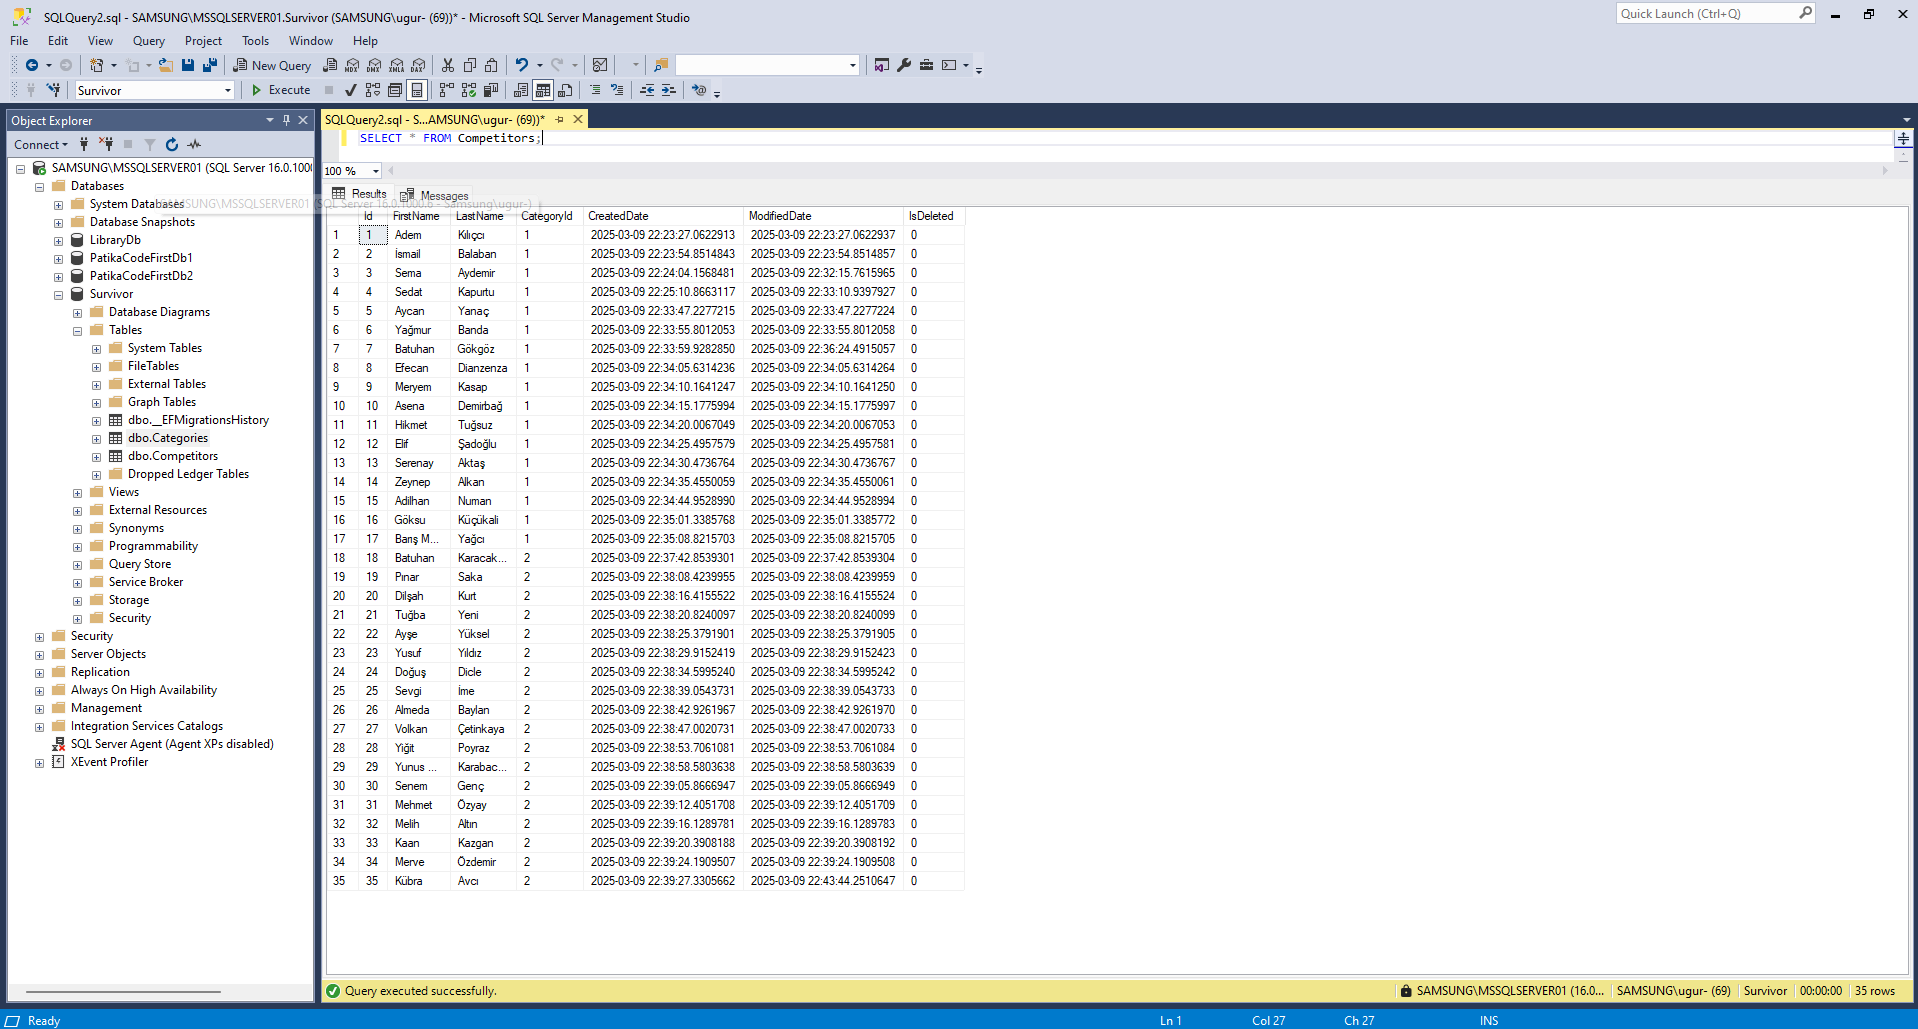 SQLQuery2.sql - SAMSUNG\MSSQLSERVER01.Survivor (SAMSUNG\ugur- (69))* - Microsoft SQL Server Management Studio
Quick Launch (Ctrl+Q)
File Edit View Query Project Tools Window Help
New Query MDX DMX XMLA DAX
Survivor Execute
Object Explorer
Connect
SAMSUNG\MSSQLSERVER01 (SQL Server 16.0.100
Databases
System Databases
Database Snapshots
LibraryDb
PatikaCodeFirstDb1
PatikaCodeFirstDb2
Survivor
Database Diagrams
Tables
System Tables
FileTables
External Tables
Graph Tables
dbo.__EFMigrationsHistory
dbo.Categories
dbo.Competitors
Dropped Ledger Tables
Views
External Resources
Synonyms
Programmability
Query Store
Service Broker
Storage
Security
Security
Server Objects
Replication
Always On High Availability
Management
Integration Services Catalogs
SQL Server Agent (Agent XPs disabled)
XEvent Profiler
SAMSUNG\MSSQLSERVER01 (SQL Server 16.0.1000.6 - Samsung\ugur-)
SQLQuery2.sql - S...AMSUNG\ugur- (69))*
SELECT * FROM Competitors;
100 %
Results Messages
Id FirstName LastName CategoryId CreatedDate ModifiedDate IsDeleted
1 1 Adem Kılıçcı 1 2025-03-09 22:23:27.0622913 2025-03-09 22:23:27.0622937 0
2 2 İsmail Balaban 1 2025-03-09 22:23:54.8514843 2025-03-09 22:23:54.8514857 0
3 3 Sema Aydemir 1 2025-03-09 22:24:04.1568481 2025-03-09 22:32:15.7615965 0
4 4 Sedat Kapurtu 1 2025-03-09 22:25:10.8663117 2025-03-09 22:33:10.9397927 0
5 5 Aycan Yanaç 1 2025-03-09 22:33:47.2277215 2025-03-09 22:33:47.2277224 0
6 6 Yağmur Banda 1 2025-03-09 22:33:55.8012053 2025-03-09 22:33:55.8012058 0
7 7 Batuhan Gökgöz 1 2025-03-09 22:33:59.9282850 2025-03-09 22:36:24.4915057 0
8 8 Efecan Dianzenza 1 2025-03-09 22:34:05.6314236 2025-03-09 22:34:05.6314264 0
9 9 Meryem Kasap 1 2025-03-09 22:34:10.1641247 2025-03-09 22:34:10.1641250 0
10 10 Asena Demirbağ 1 2025-03-09 22:34:15.1775994 2025-03-09 22:34:15.1775997 0
11 11 Hikmet Tuğsuz 1 2025-03-09 22:34:20.0067049 2025-03-09 22:34:20.0067053 0
12 12 Elif Şadoğlu 1 2025-03-09 22:34:25.4957579 2025-03-09 22:34:25.4957581 0
13 13 Serenay Aktaş 1 2025-03-09 22:34:30.4736764 2025-03-09 22:34:30.4736767 0
14 14 Zeynep Alkan 1 2025-03-09 22:34:35.4550059 2025-03-09 22:34:35.4550061 0
15 15 Adilhan Numan 1 2025-03-09 22:34:44.9528990 2025-03-09 22:34:44.9528994 0
16 16 Göksu Küçükali 1 2025-03-09 22:35:01.3385768 2025-03-09 22:35:01.3385772 0
17 17 Barış M... Yağcı 1 2025-03-09 22:35:08.8215703 2025-03-09 22:35:08.8215705 0
18 18 Batuhan Karacak... 2 2025-03-09 22:37:42.8539301 2025-03-09 22:37:42.8539304 0
19 19 Pınar Saka 2 2025-03-09 22:38:08.4239955 2025-03-09 22:38:08.4239959 0
20 20 Dilşah Kurt 2 2025-03-09 22:38:16.4155522 2025-03-09 22:38:16.4155524 0
21 21 Tuğba Yeni 2 2025-03-09 22:38:20.8240097 2025-03-09 22:38:20.8240099 0
22 22 Ayşe Yüksel 2 2025-03-09 22:38:25.3791901 2025-03-09 22:38:25.3791905 0
23 23 Yusuf Yıldız 2 2025-03-09 22:38:29.9152419 2025-03-09 22:38:29.9152423 0
24 24 Doğuş Dicle 2 2025-03-09 22:38:34.5995240 2025-03-09 22:38:34.5995242 0
25 25 Sevgi İme 2 2025-03-09 22:38:39.0543731 2025-03-09 22:38:39.0543733 0
26 26 Almeda Baylan 2 2025-03-09 22:38:42.9261967 2025-03-09 22:38:42.9261970 0
27 27 Volkan Çetinkaya 2 2025-03-09 22:38:47.0020731 2025-03-09 22:38:47.0020733 0
28 28 Yiğit Poyraz 2 2025-03-09 22:38:53.7061081 2025-03-09 22:38:53.7061084 0
29 29 Yunus ... Karabac... 2 2025-03-09 22:38:58.5803638 2025-03-09 22:38:58.5803639 0
30 30 Senem Genç 2 2025-03-09 22:39:05.8666947 2025-03-09 22:39:05.8666949 0
31 31 Mehmet Özyay 2 2025-03-09 22:39:12.4051708 2025-03-09 22:39:12.4051709 0
32 32 Melih Altın 2 2025-03-09 22:39:16.1289781 2025-03-09 22:39:16.1289783 0
33 33 Kaan Kazgan 2 2025-03-09 22:39:20.3908188 2025-03-09 22:39:20.3908192 0
34 34 Merve Özdemir 2 2025-03-09 22:39:24.1909507 2025-03-09 22:39:24.1909508 0
35 35 Kübra Avcı 2 2025-03-09 22:39:27.3305662 2025-03-09 22:43:44.2510647 0
Query executed successfully. SAMSUNG\MSSQLSERVER01 (16.0... SAMSUNG\ugur- (69) Survivor 00:00:00 35 rows
Ready Ln 1 Col 27 Ch 27 INS